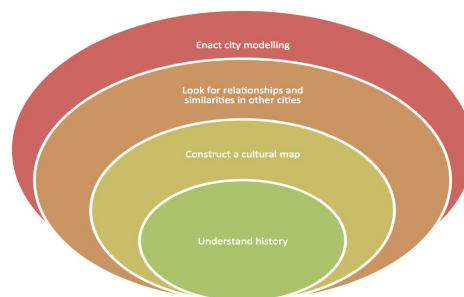 Enact city modelling
Look for relationships and
similarities in other cities
Construct a cultural map
Understand history